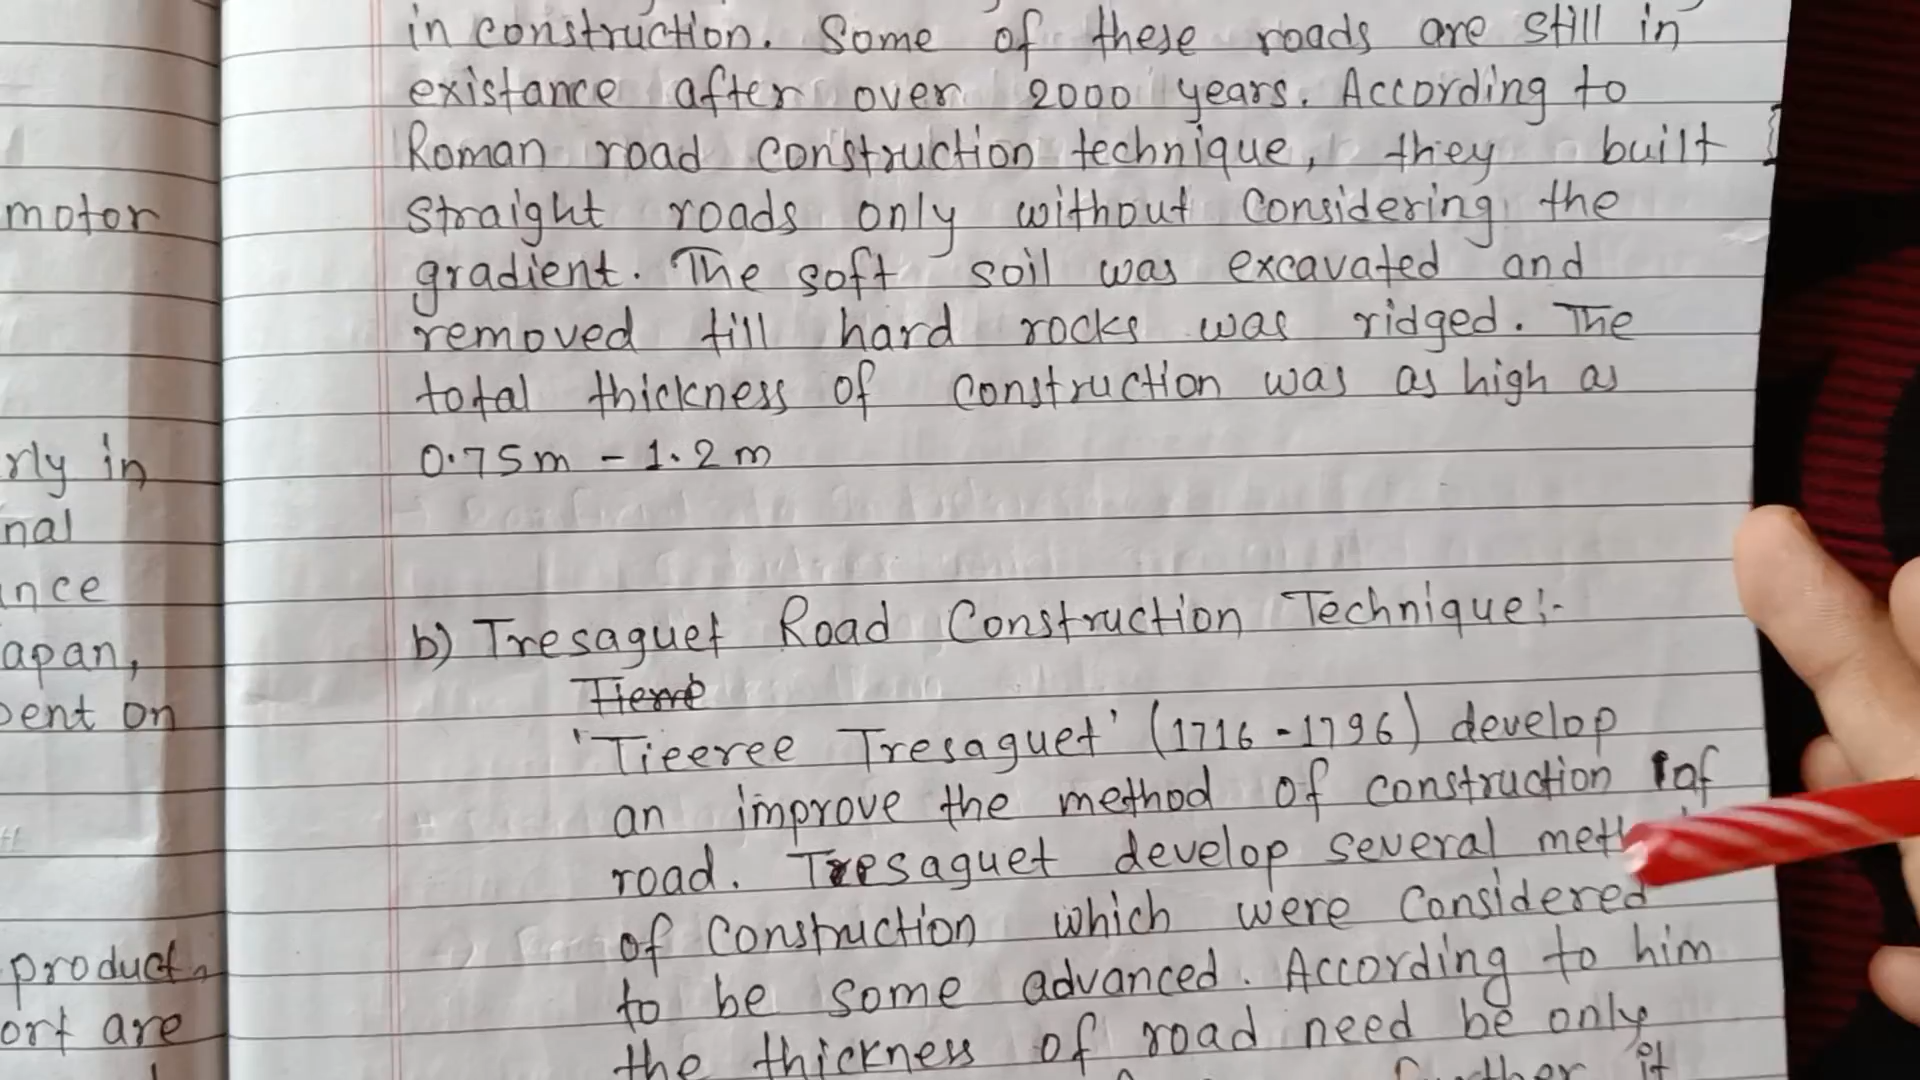 motor
rly in
nal
nce
apan,
pent on
product
ort are
in construction. Some of these roads are still in
existance after over 2000 years. According to
Roman road construction technique, they built
straight roads only without considering the
gradient. The soft soil was excavated and
removed till hard rocks was ridged. The
total thickness of construction was as high as
0.75m - 1.2m
b) Tresaguet Road Construction Technique:-
'Tieeree Tresaguet' (1716-1796) develop
an improve the method of construction of
road. Tresaguet develop several meth
of construction which were considered
to be some advanced. According to him
the thickness of road need be only
it